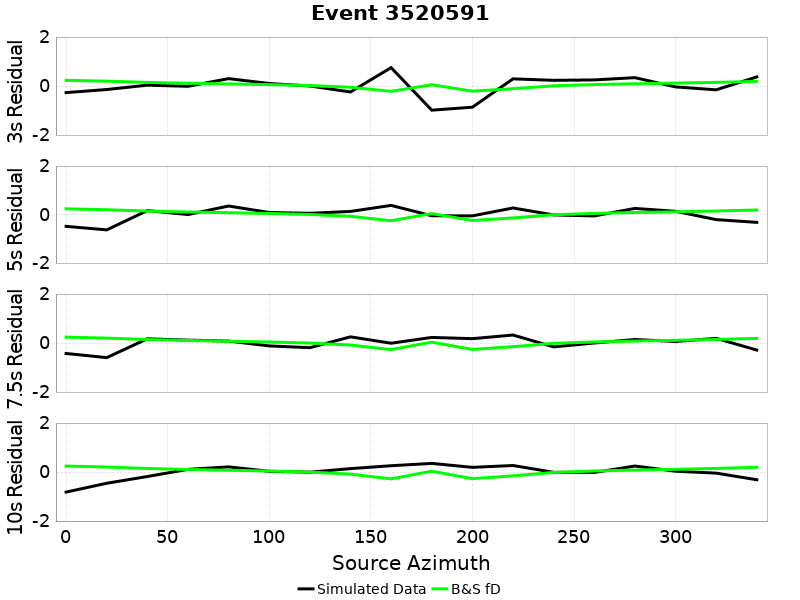 Event 3520591
3s Residual
2
0
-2
5s Residual
2
0
-2
7.5s Residual
2
0
-2
10s Residual
2
0
-2
0 50 100 150 200 250 300
Source Azimuth
Simulated Data B&S fD